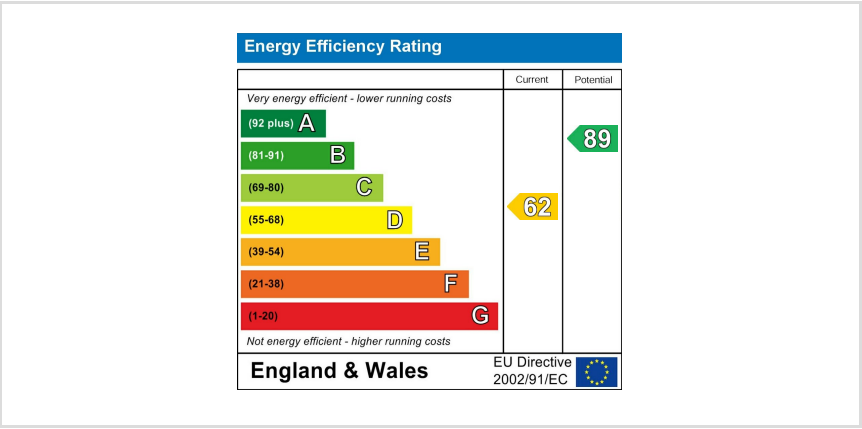 Energy Efficiency Rating
Current Potential
Very energy efficient - lower running costs
(92 plus) A
(81-91) B
(69-80) C
(55-68) D
(39-54) E
(21-38) F
(1-20) G
89
62
Not energy efficient - higher running costs
England & Wales
EU Directive
2002/91/EC